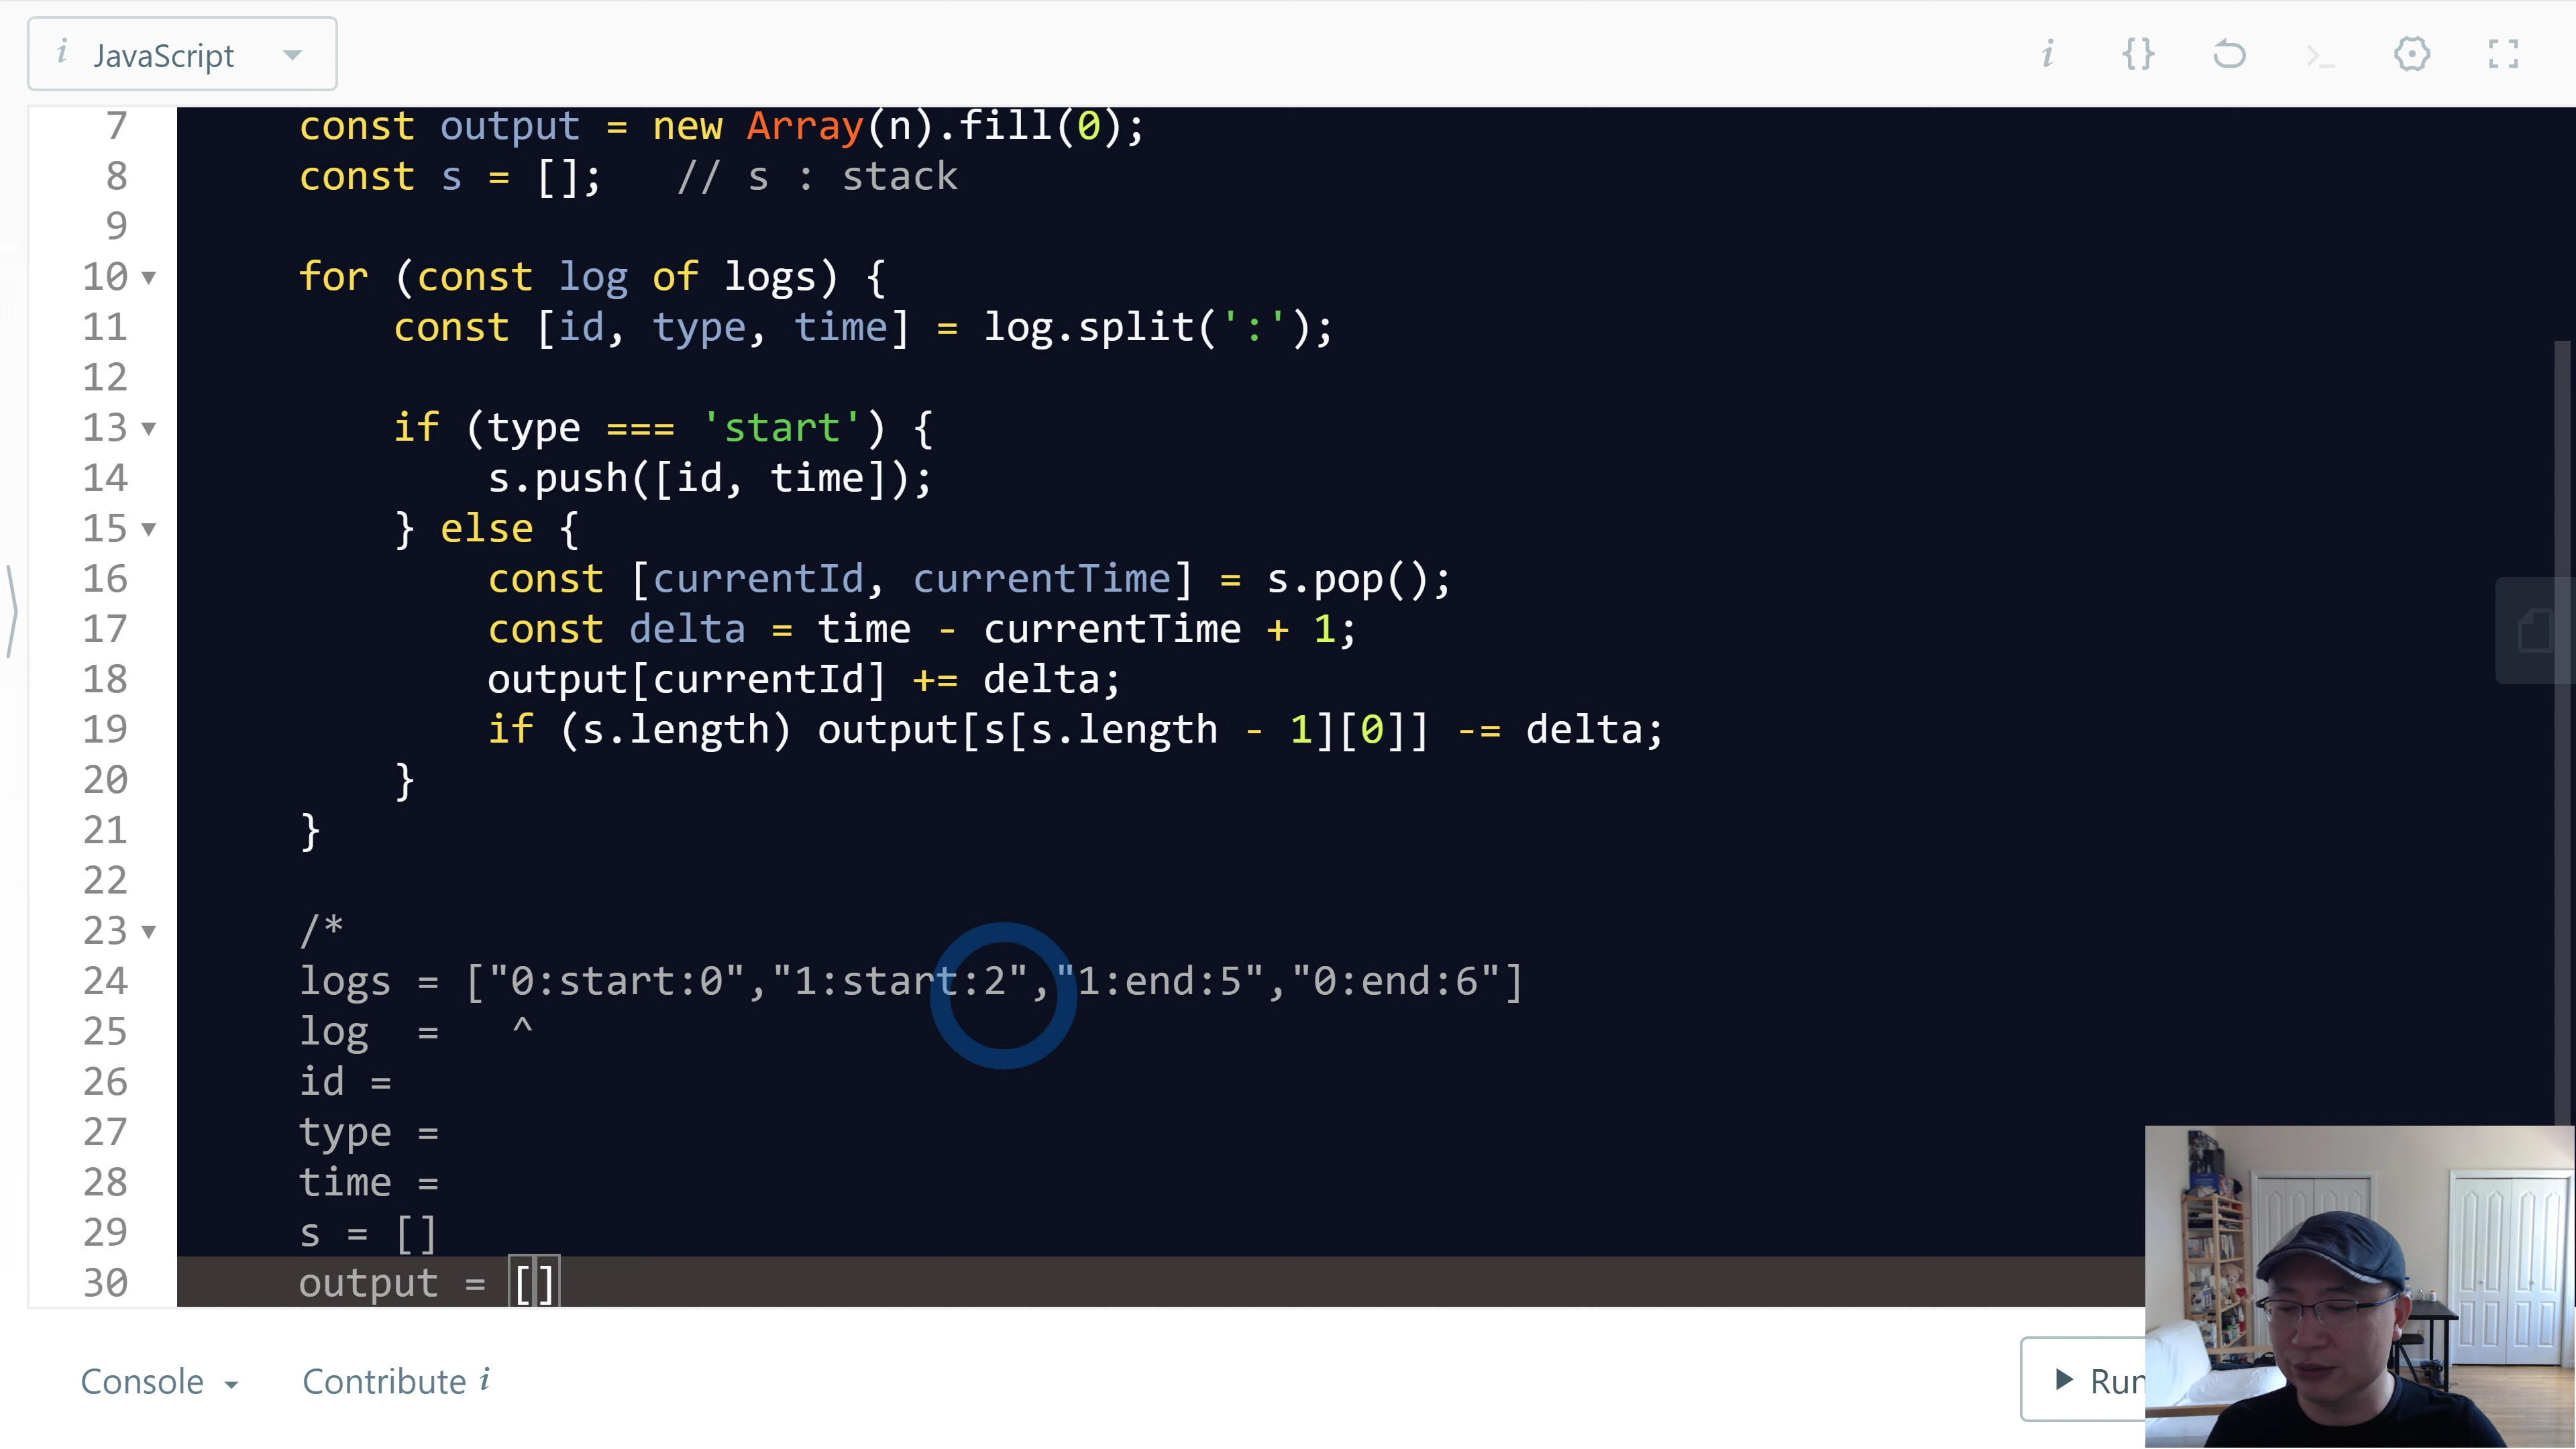 i JavaScript
i {} >_
7 const output = new Array(n).fill(0);
8 const s = []; // s : stack
9
10 for (const log of logs) {
11 const [id, type, time] = log.split(':');
12
13 if (type === 'start') {
14 s.push([id, time]);
15 } else {
16 const [currentId, currentTime] = s.pop();
17 const delta = time - currentTime + 1;
18 output[currentId] += delta;
19 if (s.length) output[s[s.length - 1][0]] -= delta;
20 }
21 }
22
23 /*
24 logs = ["0:start:0","1:start:2","1:end:5","0:end:6"]
25 log = ^
26 id =
27 type =
28 time =
29 s = []
30 output = []
Console
Contribute i
Run